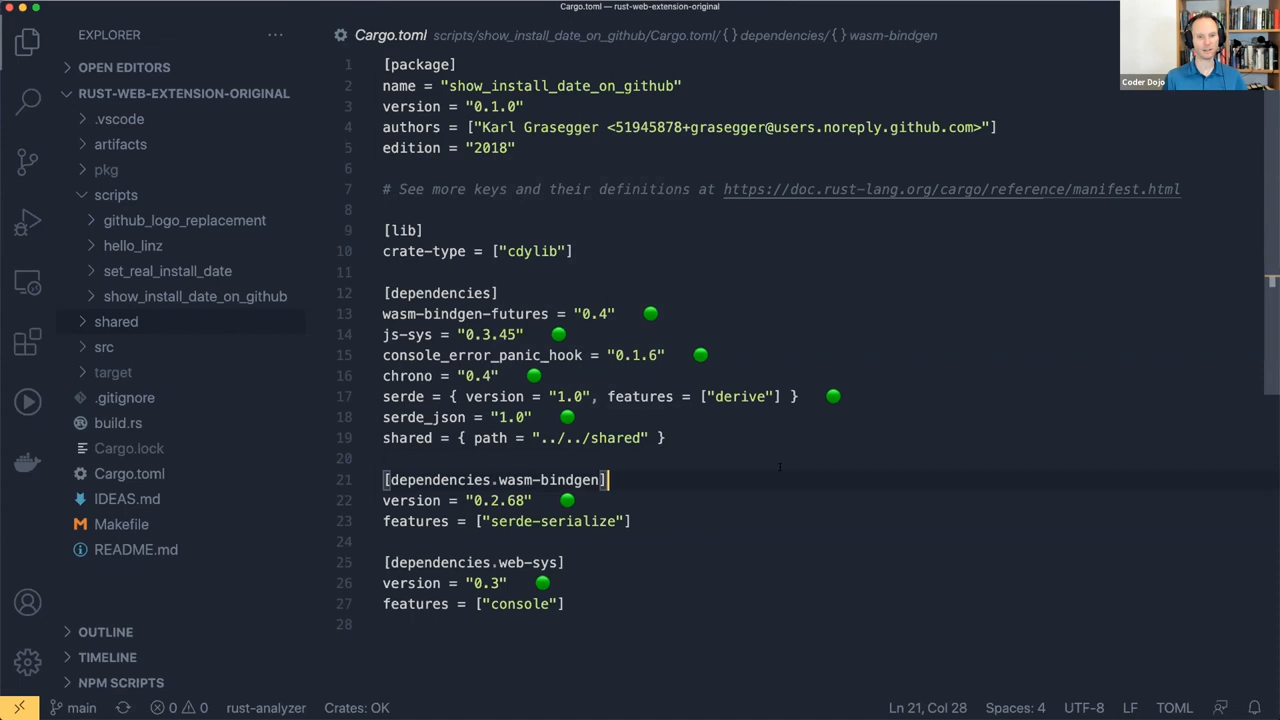 Cargo.toml — rust-web-extension-original
EXPLORER
OPEN EDITORS
RUST-WEB-EXTENSION-ORIGINAL
.vscode
artifacts
pkg
scripts
github_logo_replacement
hello_linz
set_real_install_date
show_install_date_on_github
shared
src
target
.gitignore
build.rs
Cargo.lock
Cargo.toml
IDEAS.md
Makefile
README.md
OUTLINE
TIMELINE
NPM SCRIPTS
Cargo.toml scripts/show_install_date_on_github/Cargo.toml/{ } dependencies/{ } wasm-bindgen
1 [package]
2 name = "show_install_date_on_github"
3 version = "0.1.0"
4 authors = ["Karl Grasegger <51945878+grasegger@users.noreply.github.com>"]
5 edition = "2018"
6
7 # See more keys and their definitions at https://doc.rust-lang.org/cargo/reference/manifest.html
8
9 [lib]
10 crate-type = ["cdylib"]
11
12 [dependencies]
13 wasm-bindgen-futures = "0.4"
14 js-sys = "0.3.45"
15 console_error_panic_hook = "0.1.6"
16 chrono = "0.4"
17 serde = { version = "1.0", features = ["derive"] }
18 serde_json = "1.0"
19 shared = { path = "../../shared" }
20
21 [dependencies.wasm-bindgen]
22 version = "0.2.68"
23 features = ["serde-serialize"]
24
25 [dependencies.web-sys]
26 version = "0.3"
27 features = ["console"]
28
Coder Dojo
main 0 0 rust-analyzer Crates: OK Ln 21, Col 28 Spaces: 4 UTF-8 LF TOML